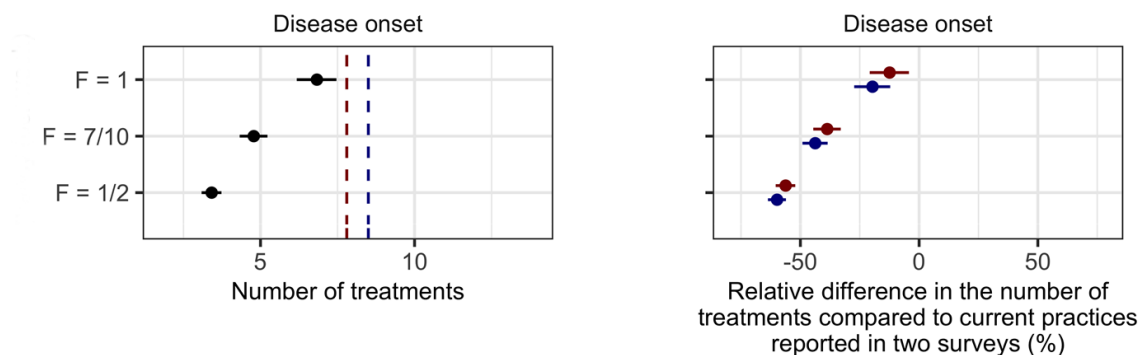 Disease onset
F = 1
F = 7/10
F = 1/2
5 10
Number of treatments
Disease onset
-50 0 50
Relative difference in the number of
treatments compared to current practices
reported in two surveys (%)